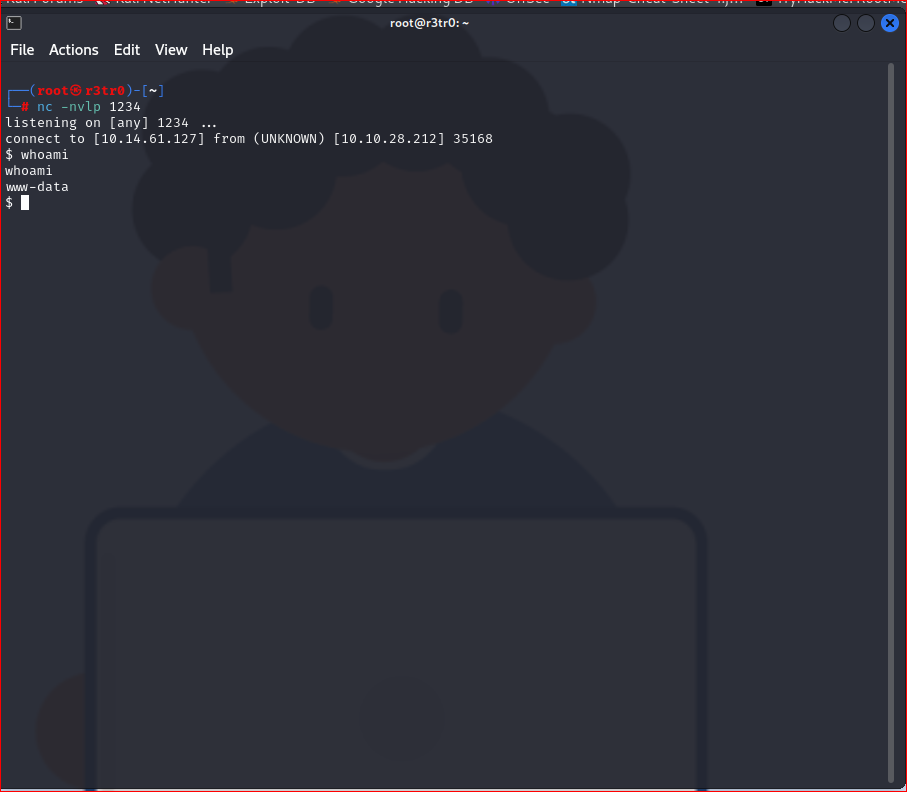 Kali Forums Kali NetHunter Exploit-DB Google Hacking DB OffSec Nmap Cheat Sheet
root@r3tr0: ~
File Actions Edit View Help
┌──(root㉿r3tr0)-[~]
└─# nc -nvlp 1234
listening on [any] 1234 ...
connect to [10.14.61.127] from (UNKNOWN) [10.10.28.212] 35168
$ whoami
whoami
www-data
$